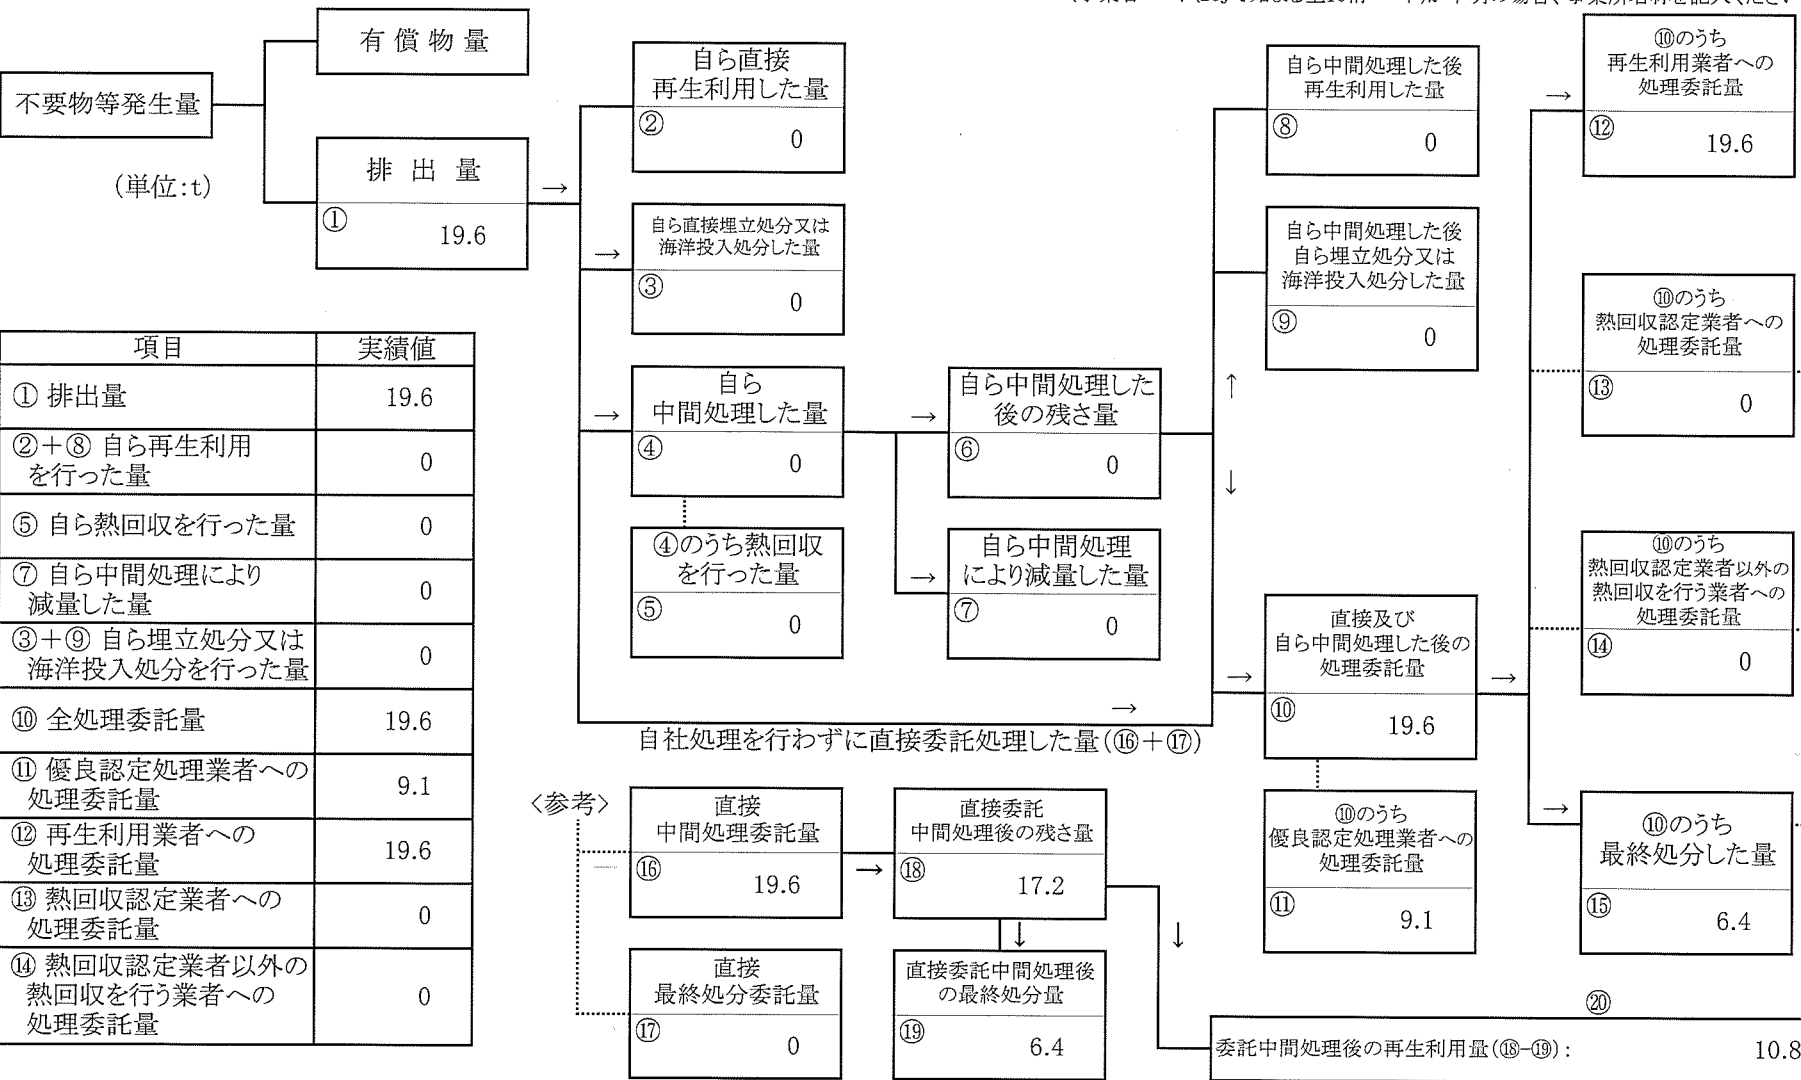 有償物量
不要物等発生量
(単位:t)
排出量
①
19.6
→
自ら直接
再生利用した量
②
0
→
自ら直接埋立処分又は
海洋投入処分した量
③
0
→
自ら
中間処理した量
④
0
④のうち熱回収
を行った量
⑤
0
→
自ら中間処理した
後の残さ量
⑥
0
→
自ら中間処理
により減量した量
⑦
0
自ら中間処理した後
再生利用した量
⑧
0
自ら中間処理した後
自ら埋立処分又は
海洋投入処分した量
⑨
0
↑
↓
→
自社処理を行わずに直接委託処理した量(⑯+⑰)
→
直接及び
自ら中間処理した後の
処理委託量
⑩
19.6
⑩のうち
優良認定処理業者への
処理委託量
⑪
9.1
→
→
⑩のうち
再生利用業者への
処理委託量
⑫
19.6
⑩のうち
熱回収認定業者への
処理委託量
⑬
0
⑩のうち
熱回収認定業者以外の
熱回収を行う業者への
処理委託量
⑭
0
→
⑩のうち
最終処分した量
⑮
6.4
項目 実績値
① 排出量 19.6
②+⑧ 自ら再生利用
を行った量 0
⑤ 自ら熱回収を行った量 0
⑦ 自ら中間処理により
減量した量 0
③+⑨ 自ら埋立処分又は
海洋投入処分を行った量 0
⑩ 全処理委託量 19.6
⑪ 優良認定処理業者への
処理委託量 9.1
⑫ 再生利用業者への
処理委託量 19.6
⑬ 熱回収認定業者への
処理委託量 0
⑭ 熱回収認定業者以外の
熱回収を行う業者への
処理委託量 0
〈参考〉
直接
中間処理委託量
⑯
19.6
→
直接委託
中間処理後の残さ量
⑱
17.2
↓
↓
直接
最終処分委託量
⑰
0
直接委託中間処理後
の最終処分量
⑲
6.4
⑳
委託中間処理後の再生利用量(⑱-⑲): 10.8